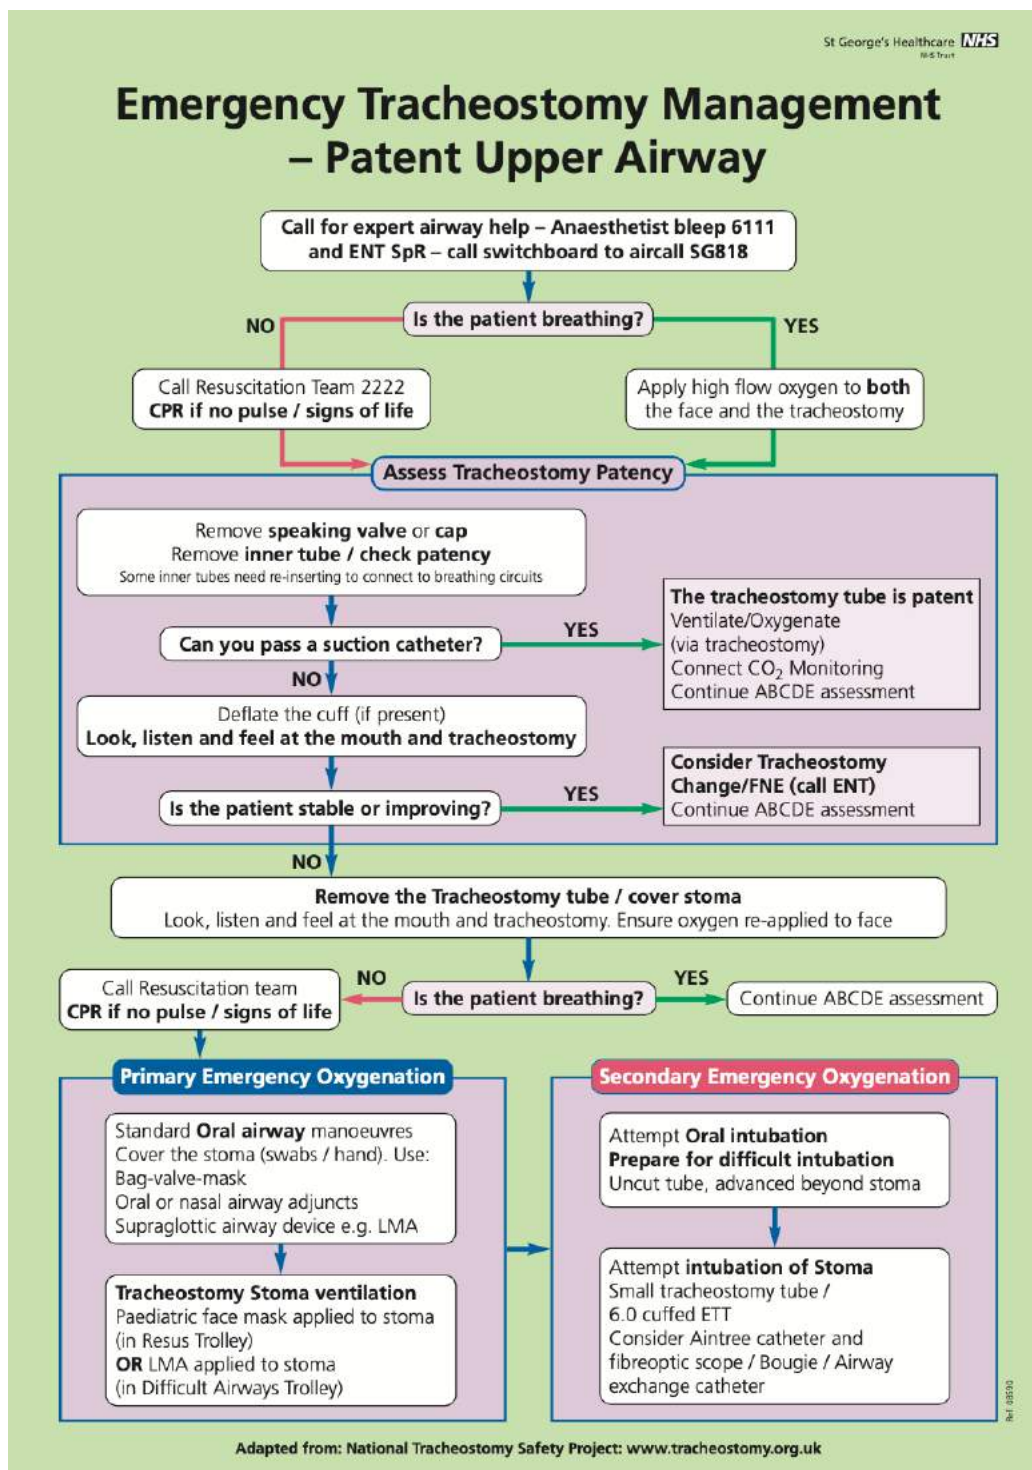 St George's Healthcare NHS
NHS Trust
Emergency Tracheostomy Management
– Patent Upper Airway
Call for expert airway help – Anaesthetist bleep 6111
and ENT SpR – call switchboard to aircall SG818
Is the patient breathing?
NO
YES
Call Resuscitation Team 2222
CPR if no pulse / signs of life
Apply high flow oxygen to both
the face and the tracheostomy
Assess Tracheostomy Patency
Remove speaking valve or cap
Remove inner tube / check patency
Some inner tubes need re-inserting to connect to breathing circuits
Can you pass a suction catheter?
YES
The tracheostomy tube is patent
Ventilate/Oxygenate
(via tracheostomy)
Connect CO₂ Monitoring
Continue ABCDE assessment
NO
Deflate the cuff (if present)
Look, listen and feel at the mouth and tracheostomy
Is the patient stable or improving?
YES
Consider Tracheostomy
Change/FNE (call ENT)
Continue ABCDE assessment
NO
Remove the Tracheostomy tube / cover stoma
Look, listen and feel at the mouth and tracheostomy. Ensure oxygen re-applied to face
Is the patient breathing?
NO
YES
Call Resuscitation team
CPR if no pulse / signs of life
Continue ABCDE assessment
Primary Emergency Oxygenation
Standard Oral airway manoeuvres
Cover the stoma (swabs / hand). Use:
Bag-valve-mask
Oral or nasal airway adjuncts
Supraglottic airway device e.g. LMA
Tracheostomy Stoma ventilation
Paediatric face mask applied to stoma
(in Resus Trolley)
OR LMA applied to stoma
(in Difficult Airways Trolley)
Secondary Emergency Oxygenation
Attempt Oral intubation
Prepare for difficult intubation
Uncut tube, advanced beyond stoma
Attempt intubation of Stoma
Small tracheostomy tube /
6.0 cuffed ETT
Consider Aintree catheter and
fibreoptic scope / Bougie / Airway
exchange catheter
Adapted from: National Tracheostomy Safety Project: www.tracheostomy.org.uk